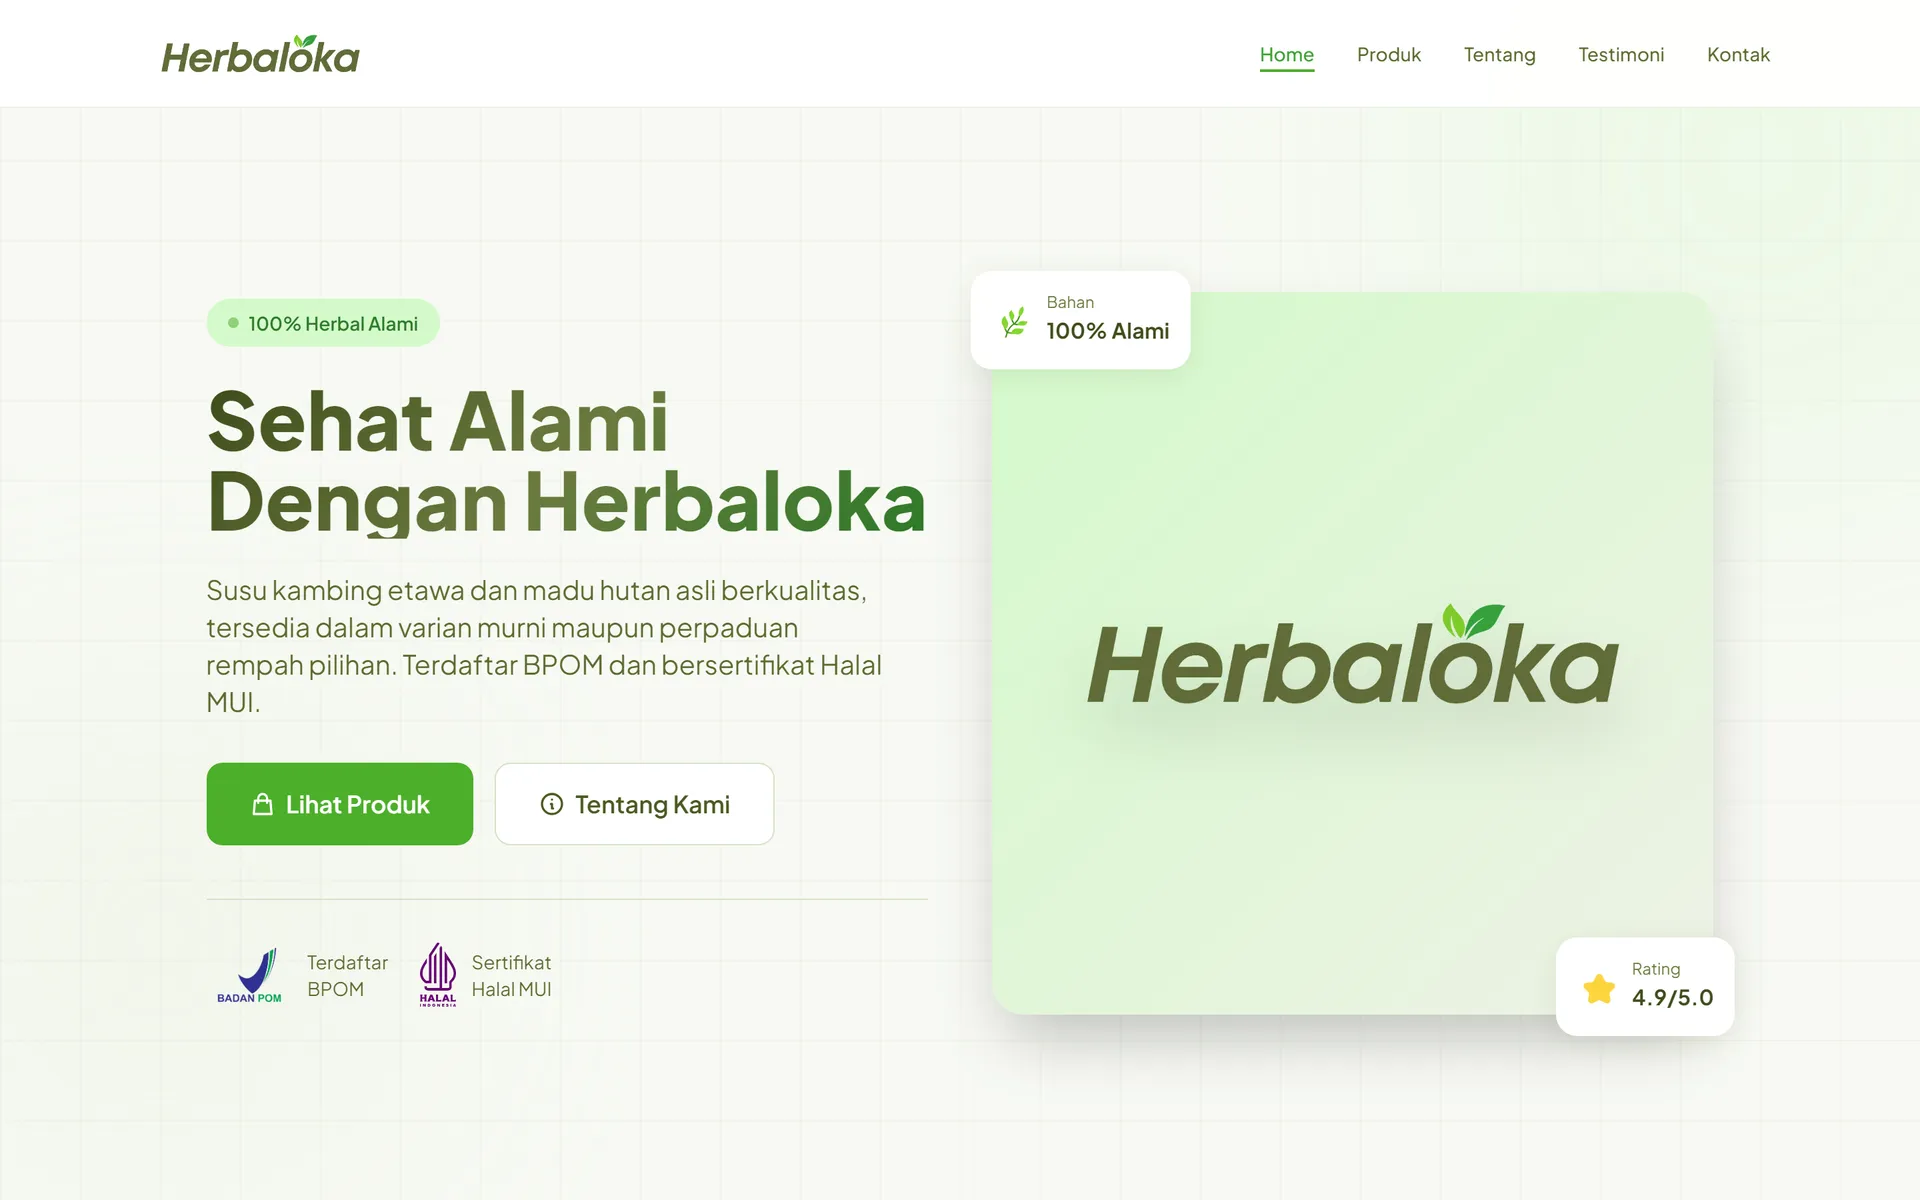 Herbaloka
Home
Produk
Tentang
Testimoni
Kontak
100% Herbal Alami
Sehat Alami
Dengan Herbaloka
Susu kambing etawa dan madu hutan asli berkualitas,
tersedia dalam varian murni maupun perpaduan
rempah pilihan. Terdaftar BPOM dan bersertifikat Halal
MUI.
Lihat Produk
Tentang Kami
BADAN POM
Terdaftar
BPOM
HALAL
INDONESIA
Sertifikat
Halal MUI
Bahan
100% Alami
Herbaloka
Rating
4.9/5.0